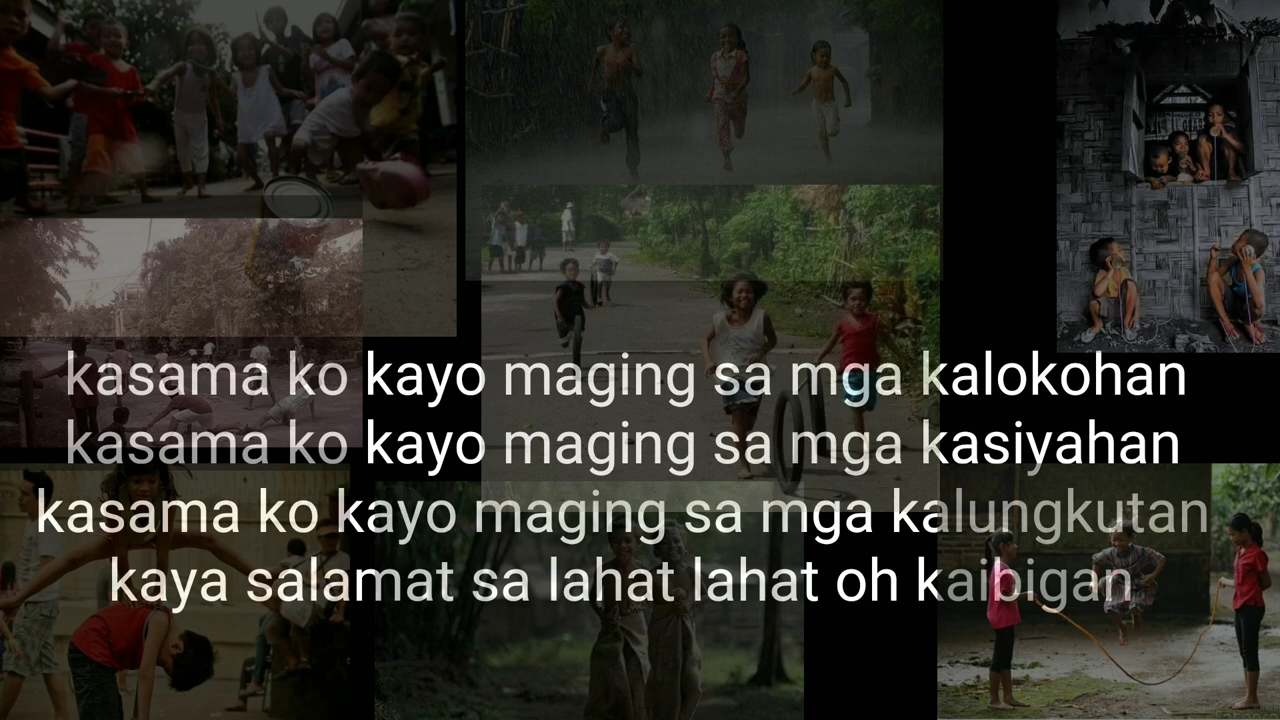 kasama ko kayo maging sa mga kalokohan
kasama ko kayo maging sa mga kasiyahan
kasama ko kayo maging sa mga kalungkutan
kaya salamat sa lahat lahat oh kaibigan